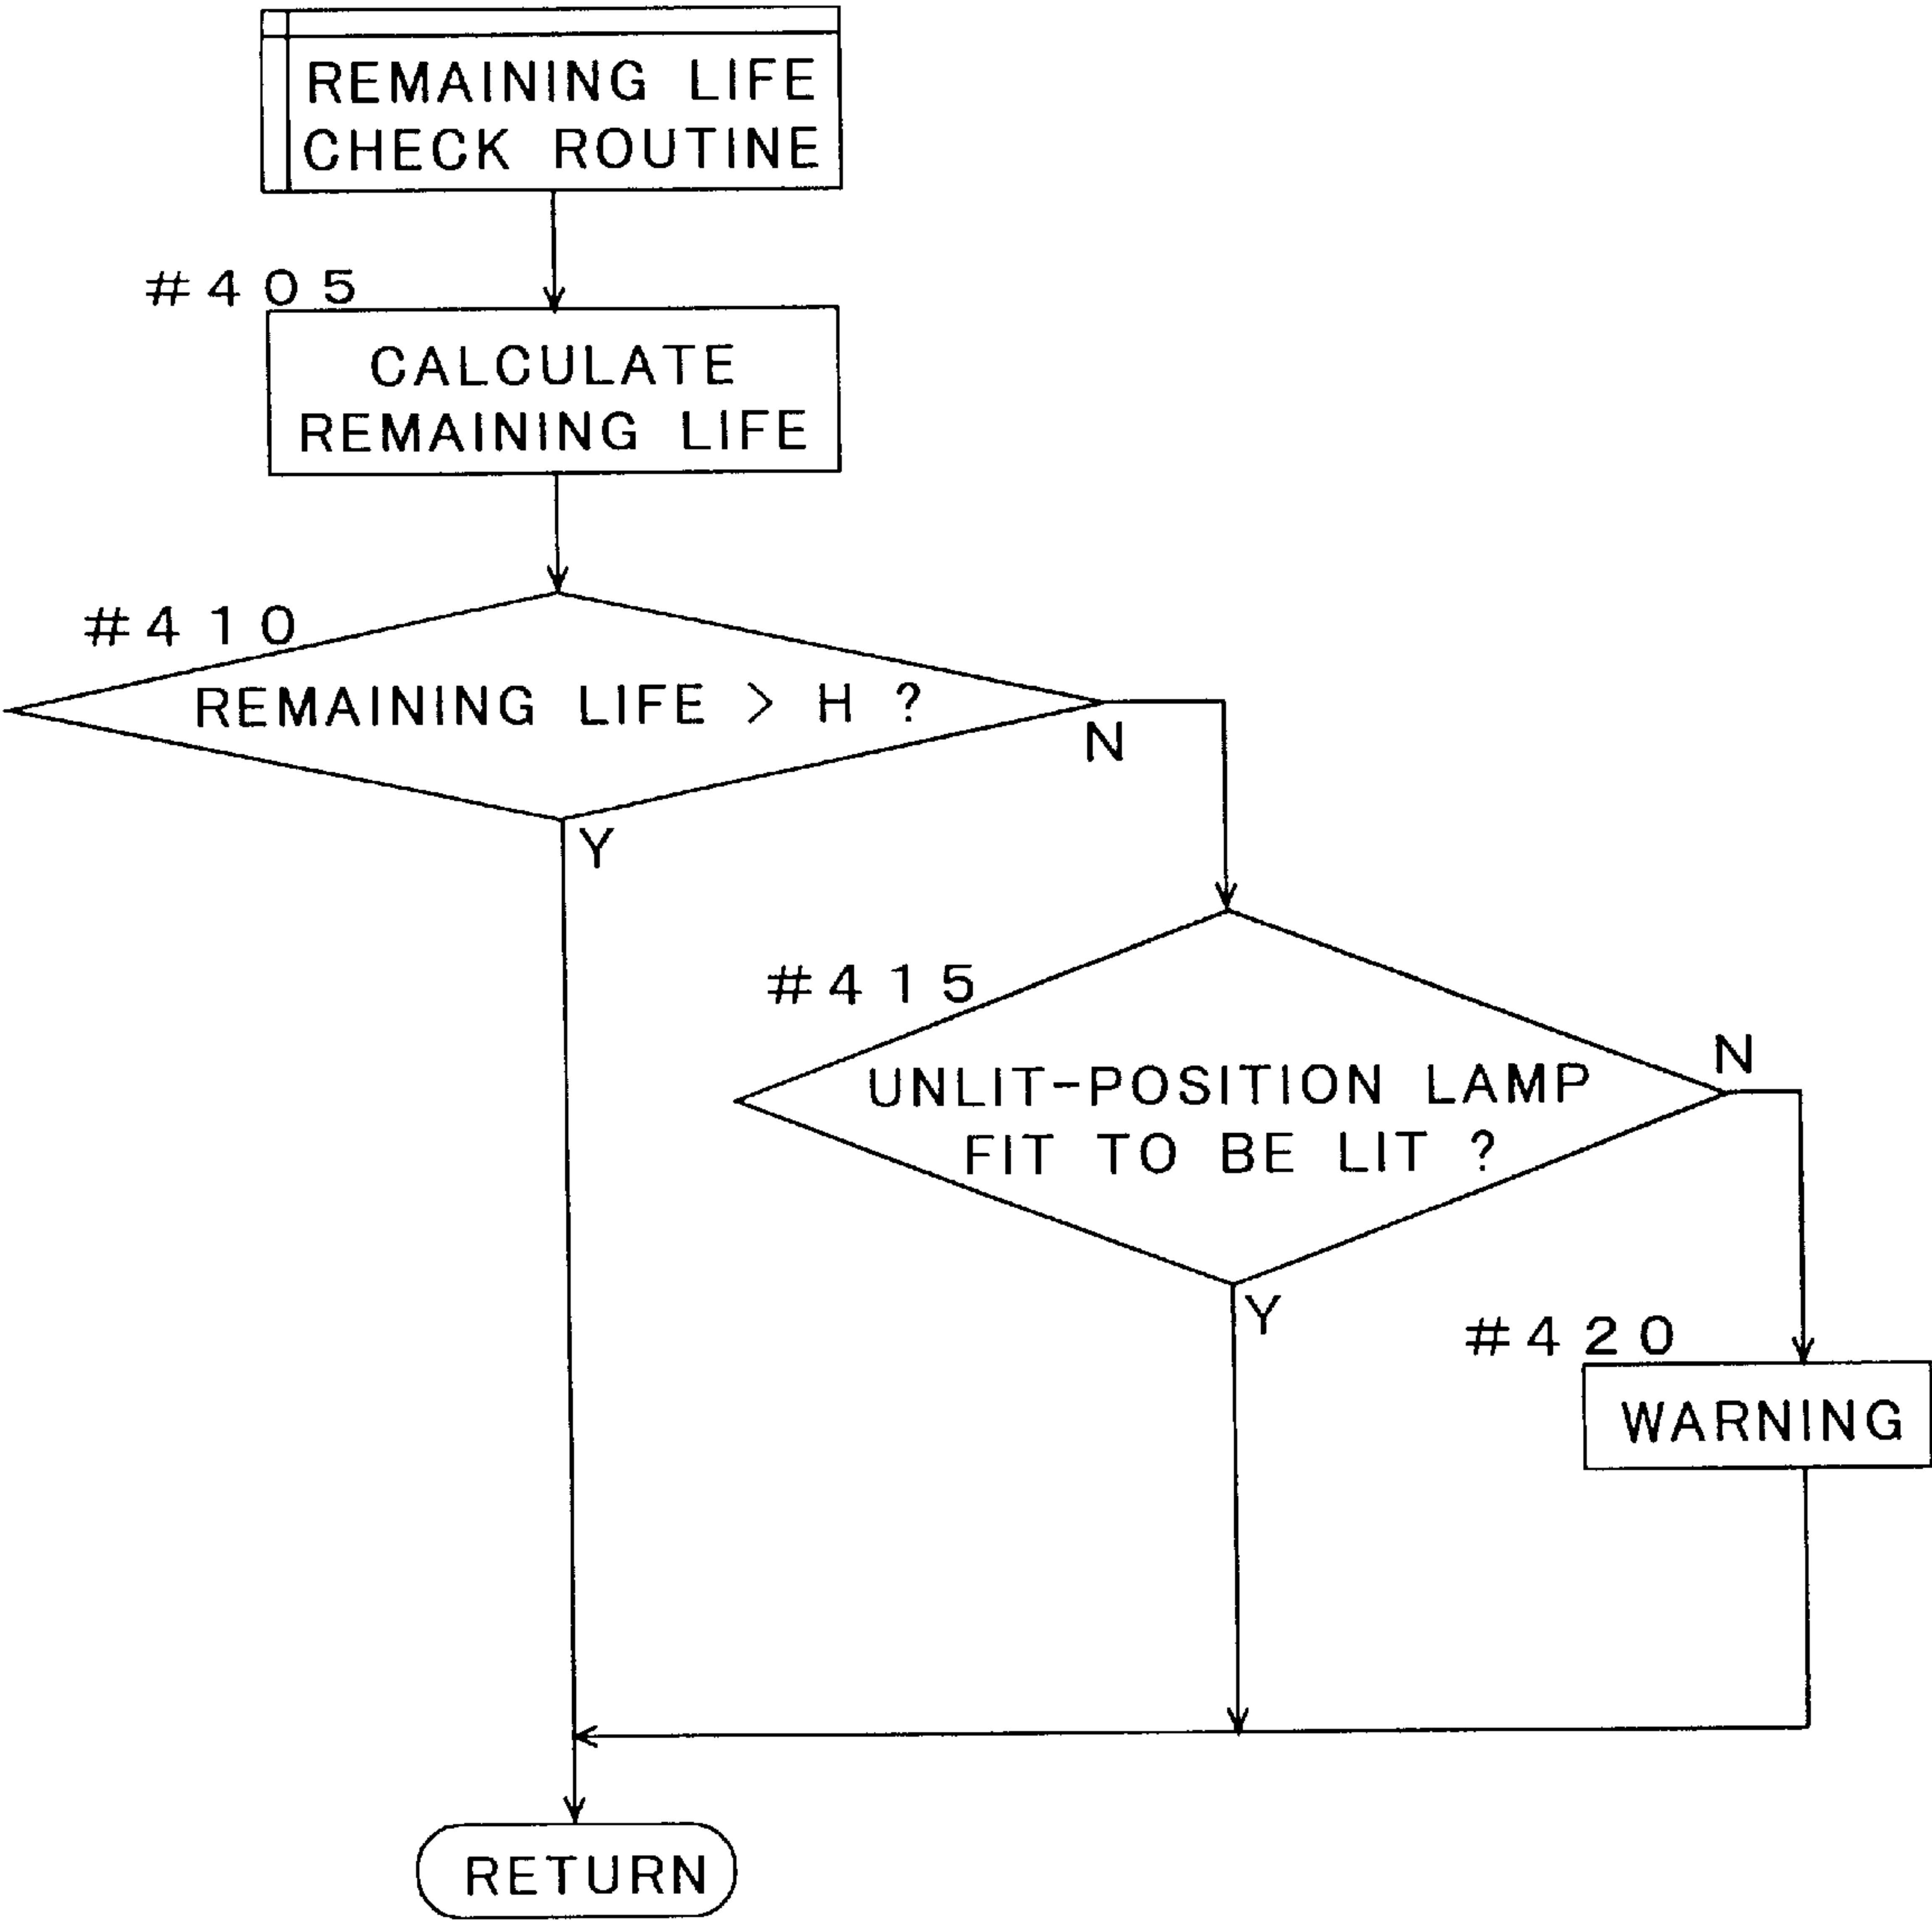 REMAINING LIFE
CHECK ROUTINE
#405
CALCULATE
REMAINING LIFE
#410
REMAINING LIFE > H ?
N
Y
#415
UNLIT-POSITION LAMP
FIT TO BE LIT ?
N
Y
#420
WARNING
RETURN